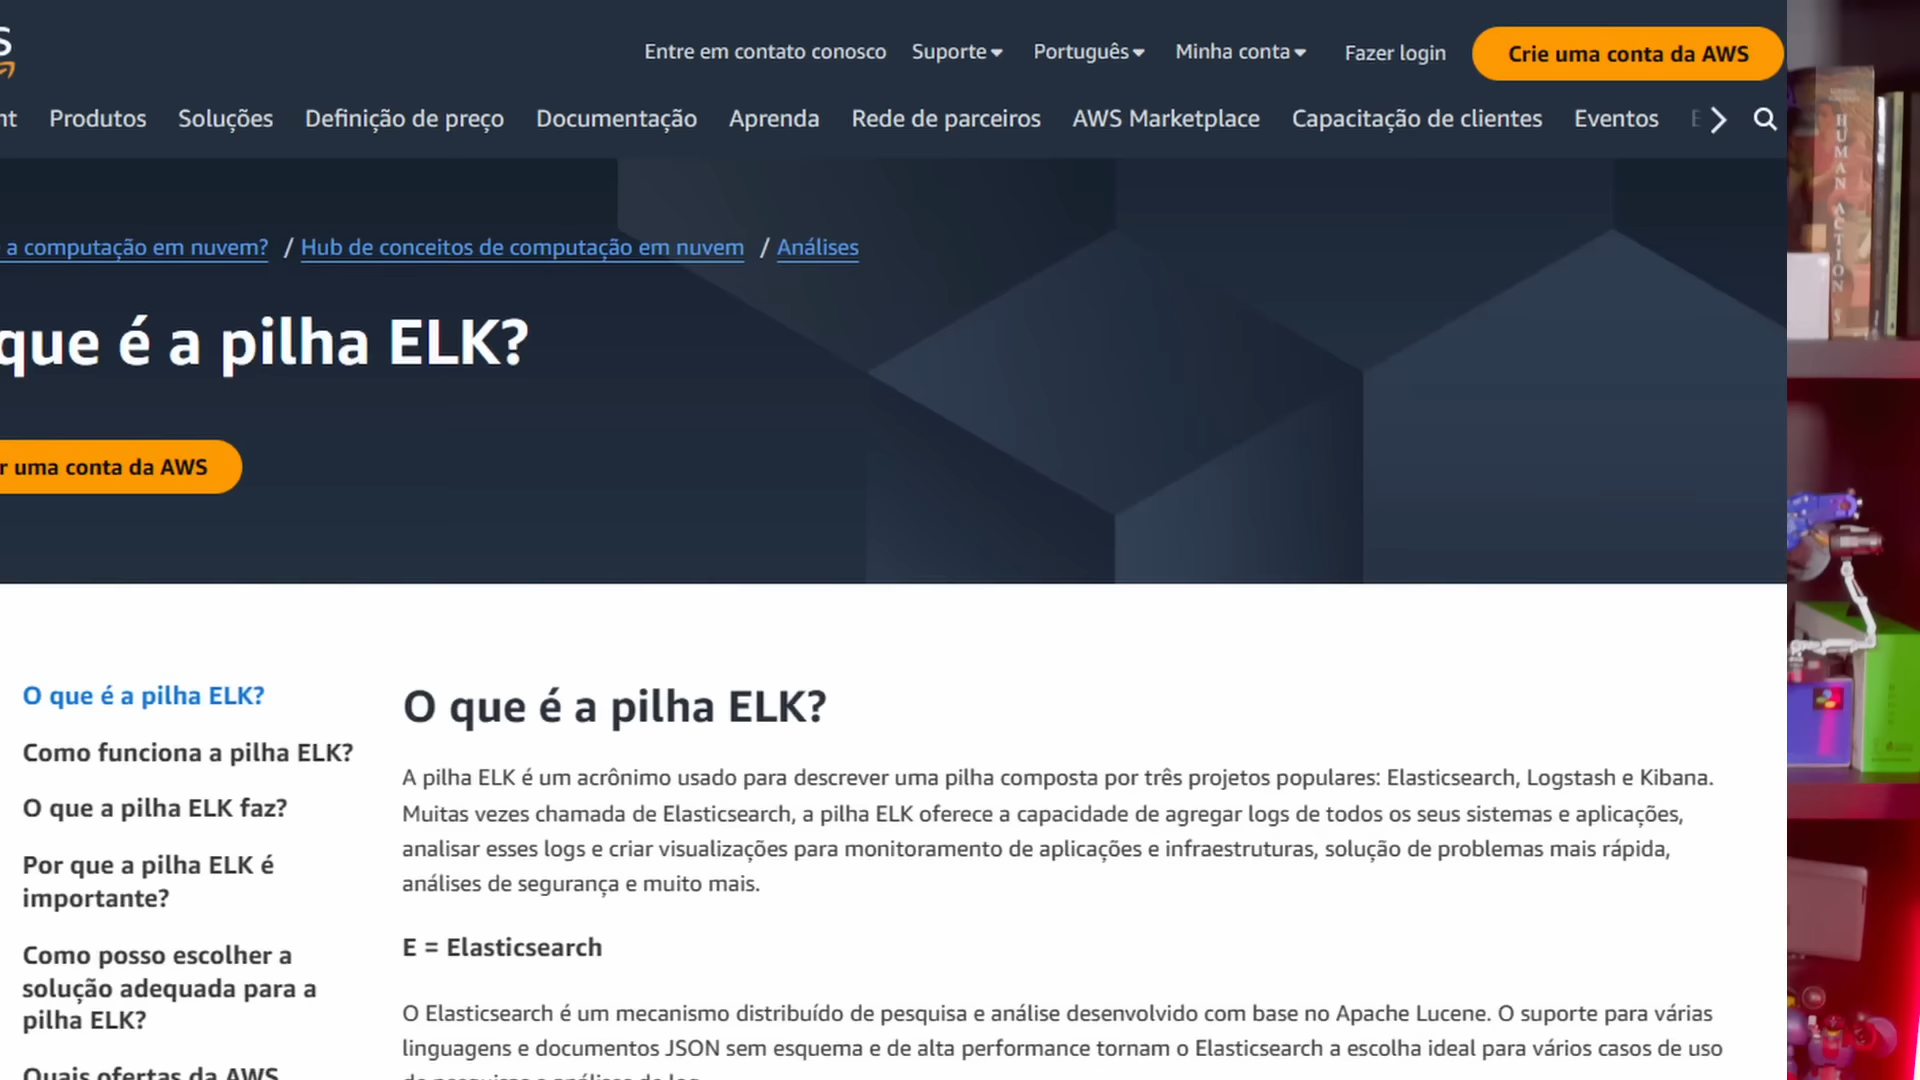 Entre em contato conosco Suporte Português Minha conta Fazer login Crie uma conta da AWS
nt Produtos Soluções Definição de preço Documentação Aprenda Rede de parceiros AWS Marketplace Capacitação de clientes Eventos E
a computação em nuvem? / Hub de conceitos de computação em nuvem / Análises
que é a pilha ELK?
r uma conta da AWS
O que é a pilha ELK?
Como funciona a pilha ELK?
O que a pilha ELK faz?
Por que a pilha ELK é
importante?
Como posso escolher a
solução adequada para a
pilha ELK?
Quais ofertas da AWS
O que é a pilha ELK?
A pilha ELK é um acrônimo usado para descrever uma pilha composta por três projetos populares: Elasticsearch, Logstash e Kibana.
Muitas vezes chamada de Elasticsearch, a pilha ELK oferece a capacidade de agregar logs de todos os seus sistemas e aplicações,
analisar esses logs e criar visualizações para monitoramento de aplicações e infraestruturas, solução de problemas mais rápida,
análises de segurança e muito mais.
E = Elasticsearch
O Elasticsearch é um mecanismo distribuído de pesquisa e análise desenvolvido com base no Apache Lucene. O suporte para várias
linguagens e documentos JSON sem esquema e de alta performance tornam o Elasticsearch a escolha ideal para vários casos de uso
HUMAN ACTION